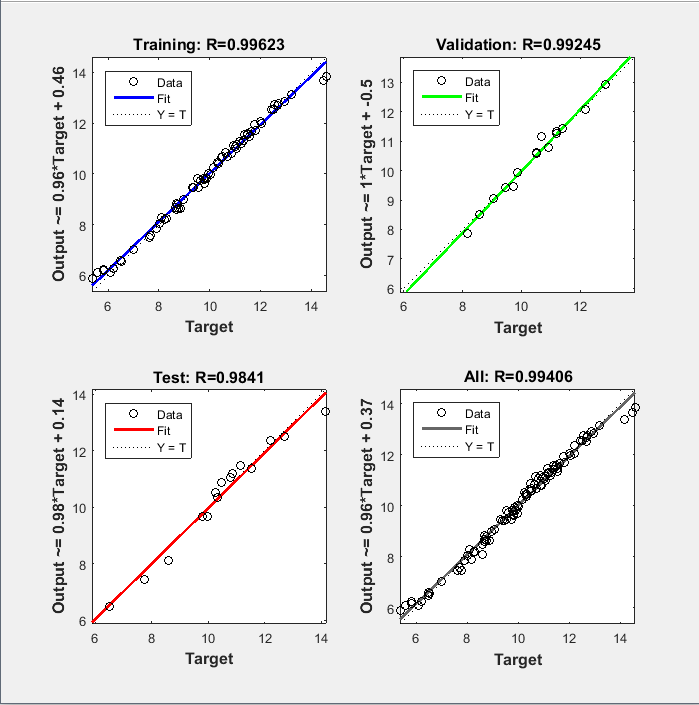 Training: R=0.99623
Output ~= 0.96*Target + 0.46
14
12
10
8
6
Data
Fit
Y = T
6
8
10
12
14
Target
Validation: R=0.99245
Output ~= 1*Target + -0.5
13
12
11
10
9
8
7
6
Data
Fit
Y = T
6
8
10
12
Target
Test: R=0.9841
Output ~= 0.98*Target + 0.14
14
12
10
8
6
Data
Fit
Y = T
6
8
10
12
14
Target
All: R=0.99406
Output ~= 0.96*Target + 0.37
14
12
10
8
6
Data
Fit
Y = T
6
8
10
12
14
Target